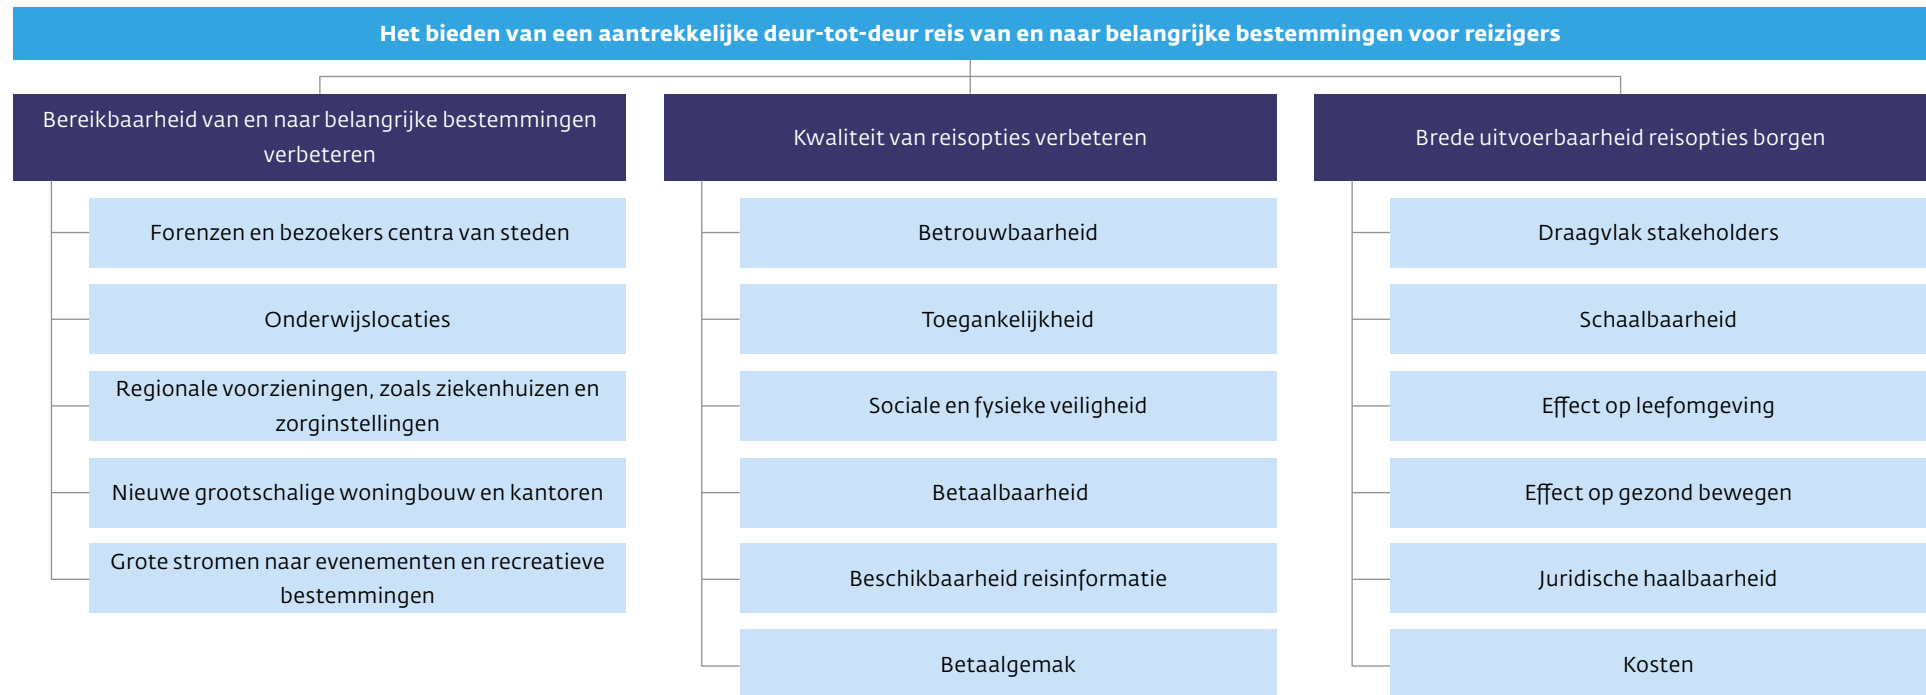 Het bieden van een aantrekkelijke deur-tot-deur reis van en naar belangrijke bestemmingen voor reizigers
Bereikbaarheid van en naar belangrijke bestemmingen
verbeteren
Forenzen en bezoekers centra van steden
Onderwijslocaties
Regionale voorzieningen, zoals ziekenhuizen en
zorginstellingen
Nieuwe grootschalige woningbouw en kantoren
Grote stromen naar evenementen en recreatieve
bestemmingen
Kwaliteit van reisopties verbeteren
Betrouwbaarheid
Toegankelijkheid
Sociale en fysieke veiligheid
Betaalbaarheid
Beschikbaarheid reisinformatie
Betaalgemak
Brede uitvoerbaarheid reisopties borgen
Draagvlak stakeholders
Schaalbaarheid
Effect op leefomgeving
Effect op gezond bewegen
Juridische haalbaarheid
Kosten